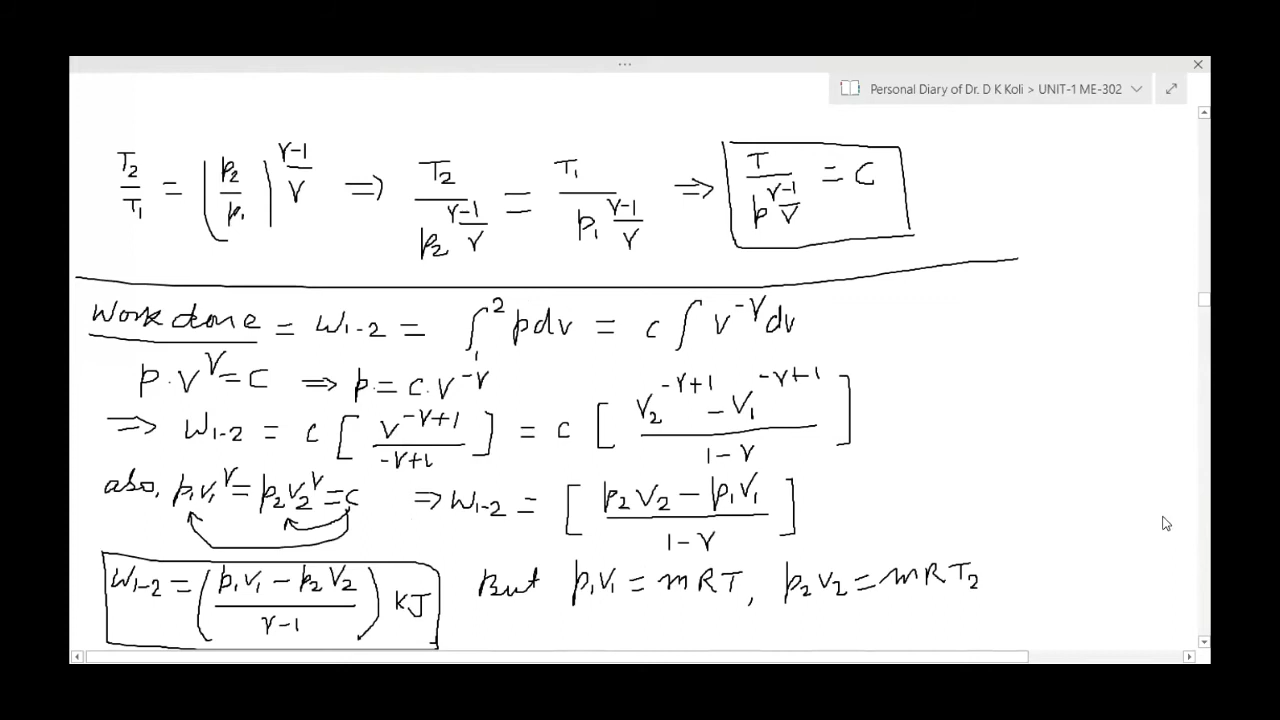 Personal Diary of Dr. D K Koli > UNIT-1 ME-302
T₂/T₁ = (p₂/p₁)^((γ-1)/γ) ⇒ T₂/p₂^((γ-1)/γ) = T₁/p₁^((γ-1)/γ) ⇒ T/p^((γ-1)/γ) = C
Work done = W₁₋₂ = ∫₁² pdv = c ∫ v^(-γ) dv
p.v^γ = C ⇒ p = c.v^(-γ)
⇒ W₁₋₂ = c [v^(-γ+1)/(-γ+1)] = c [(v₂^(-γ+1) - v₁^(-γ+1))/(1-γ)]
also, p₁v₁^γ = p₂v₂^γ = c ⇒ W₁₋₂ = [(p₂v₂ - p₁v₁)/(1-γ)]
W₁₋₂ = ((p₁v₁ - p₂v₂)/(γ-1)) KJ But p₁v₁ = mRT, p₂v₂ = mRT₂